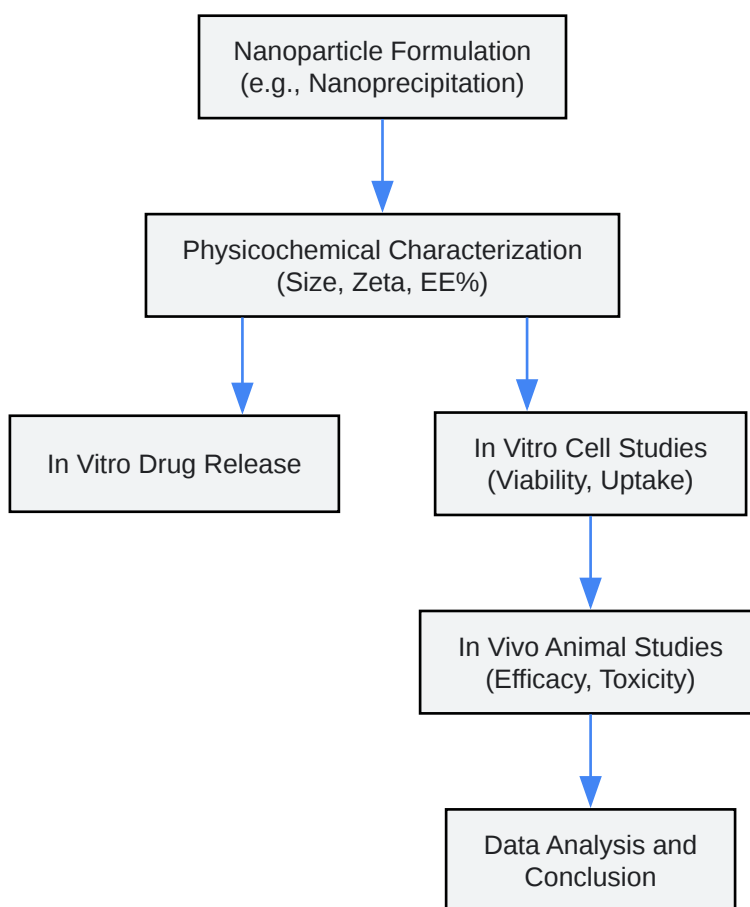 Nanoparticle Formulation
(e.g., Nanoprecipitation)
Physicochemical Characterization
(Size, Zeta, EE%)
In Vitro Drug Release
In Vitro Cell Studies
(Viability, Uptake)
In Vivo Animal Studies
(Efficacy, Toxicity)
Data Analysis and
Conclusion